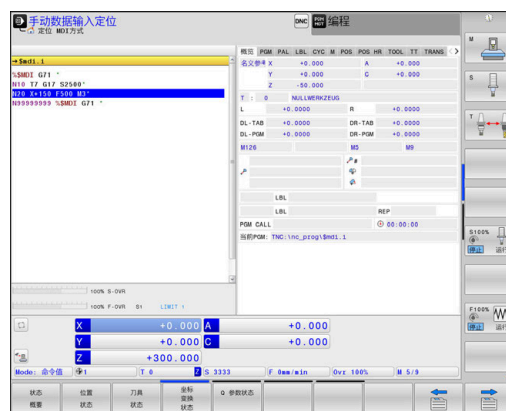 手动数据输入定位
定位 MDI方式
DNC
编程
→$mdi.i
%$MDI G71 *
N10 T7 G17 S2500*
N20 X+150 F500 M3*
N99999999 %$MDI G71 *
100% S-OVR
100% F-OVR S1 LIMIT 1
概览 PGM PAL LBL CYC M POS POS HR TOOL TT TRANS
名义参考 X +0.000 A +0.000
Y +0.000 C +0.000
Z -50.000
T : 0 NULLWERKZEUG
L +0.0000 R +0.0000
DL-TAB +0.0000 DR-TAB +0.0000
DL-PGM +0.0000 DR-PGM +0.0000
M126 M5 M9
LBL
LBL REP
PGM CALL 00:00:00
当前PGM: TNC:\nc_prog\$mdi.i
X +0.000 A +0.000
Y +0.000 C +0.000
Z +300.000
Mode: 命令值 1 T 0 Z S 3333 F 0mm/min Ovr 100% M 5/9
状态 概要
位置 状态
刀具 状态
坐标 变换 状态
Q 参数状态
M
S
T
S100%
停止 运行
F100%
停止 运行